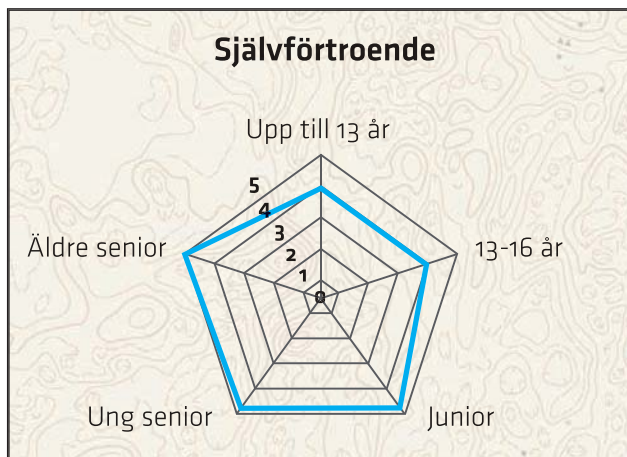 Självförtroende
Upp till 13 år
5
4
3
2
1
0
Äldre senior
13-16 år
Ung senior
Junior